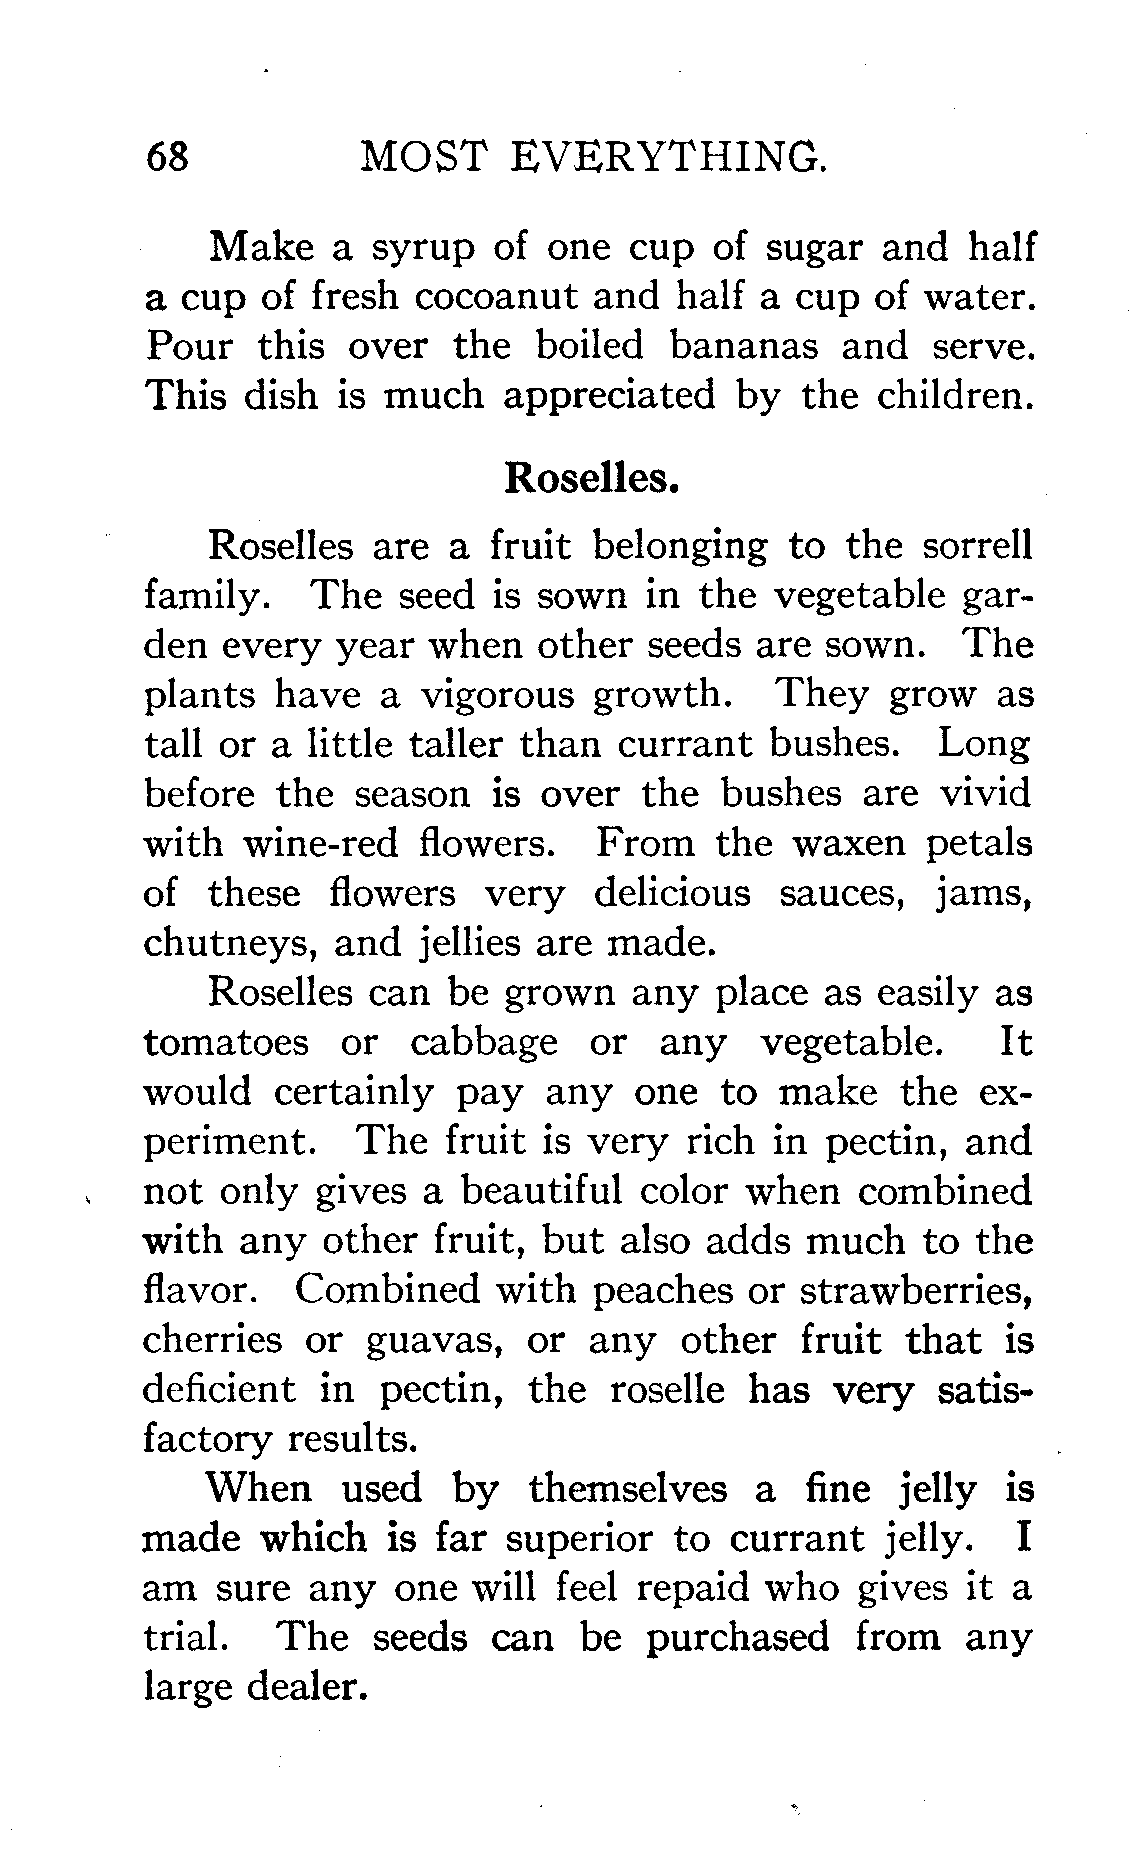 68 MOST EVERYTHING.
Make a syrup of one cup of sugar and half
a cup of fresh cocoanut and half a cup of water.
Pour this over the boiled bananas and serve.
This dish is much appreciated by the children.
Roselles.
Roselles are a fruit belonging to the sorrell
family. The seed is sown in the vegetable gar-
den every year when other seeds are sown. The
plants have a vigorous growth. They grow as
tall or a little taller than currant bushes. Long
before the season is over the bushes are vivid
with wine-red flowers. From the waxen petals
of these flowers very delicious sauces, jams,
chutneys, and jellies are made.
Roselles can be grown any place as easily as
tomatoes or cabbage or any vegetable. It
would certainly pay any one to make the ex-
periment. The fruit is very rich in pectin, and
not only gives a beautiful color when combined
with any other fruit, but also adds much to the
flavor. Combined with peaches or strawberries,
cherries or guavas, or any other fruit that is
deficient in pectin, the roselle has very satis-
factory results.
When used by themselves a fine jelly is
made which is far superior to currant jelly. I
am sure any one will feel repaid who gives it a
trial. The seeds can be purchased from any
large dealer.